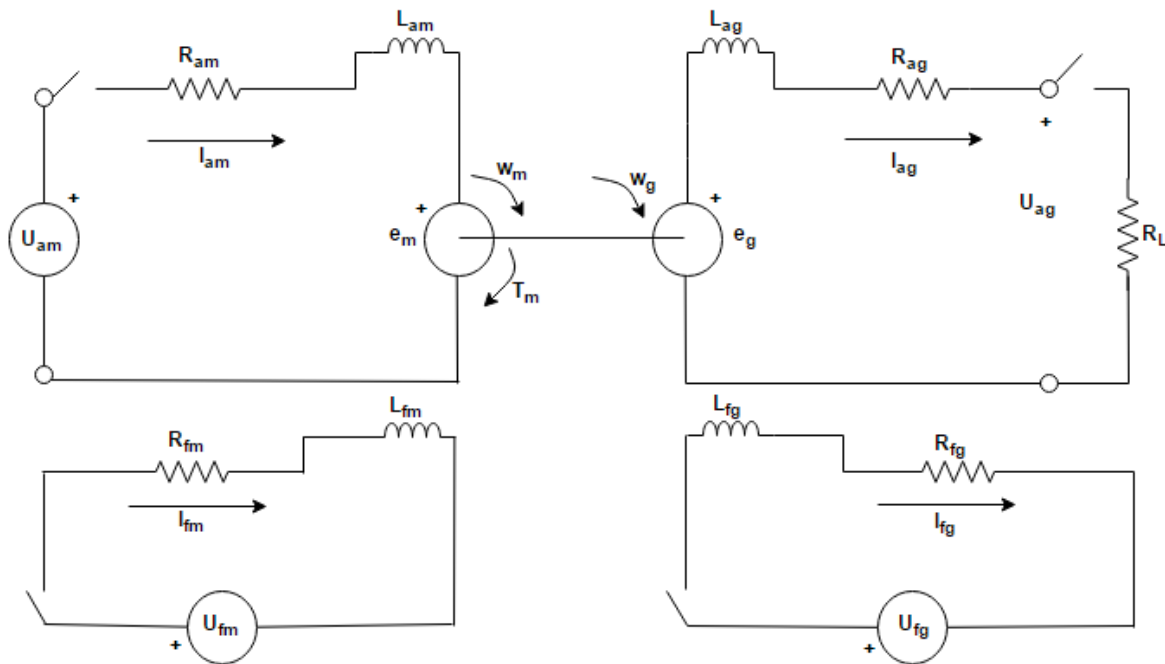 Lam
Lag
Ram
Rag
+
Iam
Iag
wm
wg
+
+
+
Uam
em
eg
Uag
RL
Tm
Lfm
Lfg
Rfm
Rfg
Ifm
Ifg
Ufm
Ufg
+
+